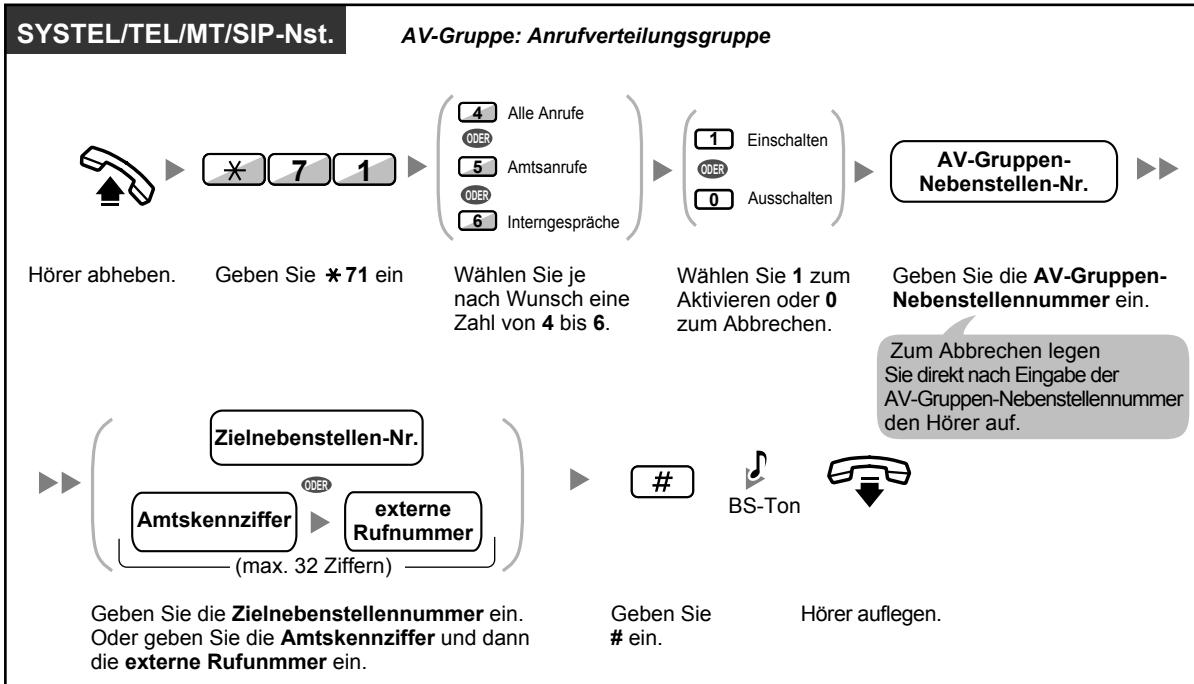 SYSTEL/TEL/MT/SIP-Nst.
AV-Gruppe: Anrufverteilungsgruppe
4 Alle Anrufe
ODER
5 Amtsanrufe
ODER
6 Interngespräche
1 Einschalten
ODER
0 Ausschalten
AV-Gruppen-
Nebenstellen-Nr.
* 7 1
Hörer abheben.
Geben Sie *71 ein
Wählen Sie je
nach Wunsch eine
Zahl von 4 bis 6.
Wählen Sie 1 zum
Aktivieren oder 0
zum Abbrechen.
Geben Sie die AV-Gruppen-
Nebenstellennummer ein.
Zum Abbrechen legen
Sie direkt nach Eingabe der
AV-Gruppen-Nebenstellennummer
den Hörer auf.
Zielnebenstellen-Nr.
ODER
Amtskennziffer
externe
Rufnummer
(max. 32 Ziffern)
#
BS-Ton
Geben Sie die Zielnebenstellennummer ein.
Oder geben Sie die Amtskennziffer und dann
die externe Rufunmmer ein.
Geben Sie
# ein.
Hörer auflegen.